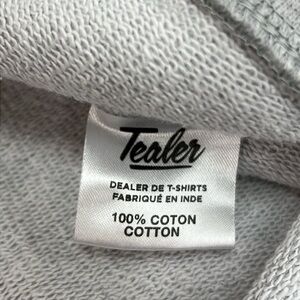 Tealer
DEALER DE T-SHIRTS
FABRIQUÉ EN INDE
100% COTON
COTTON